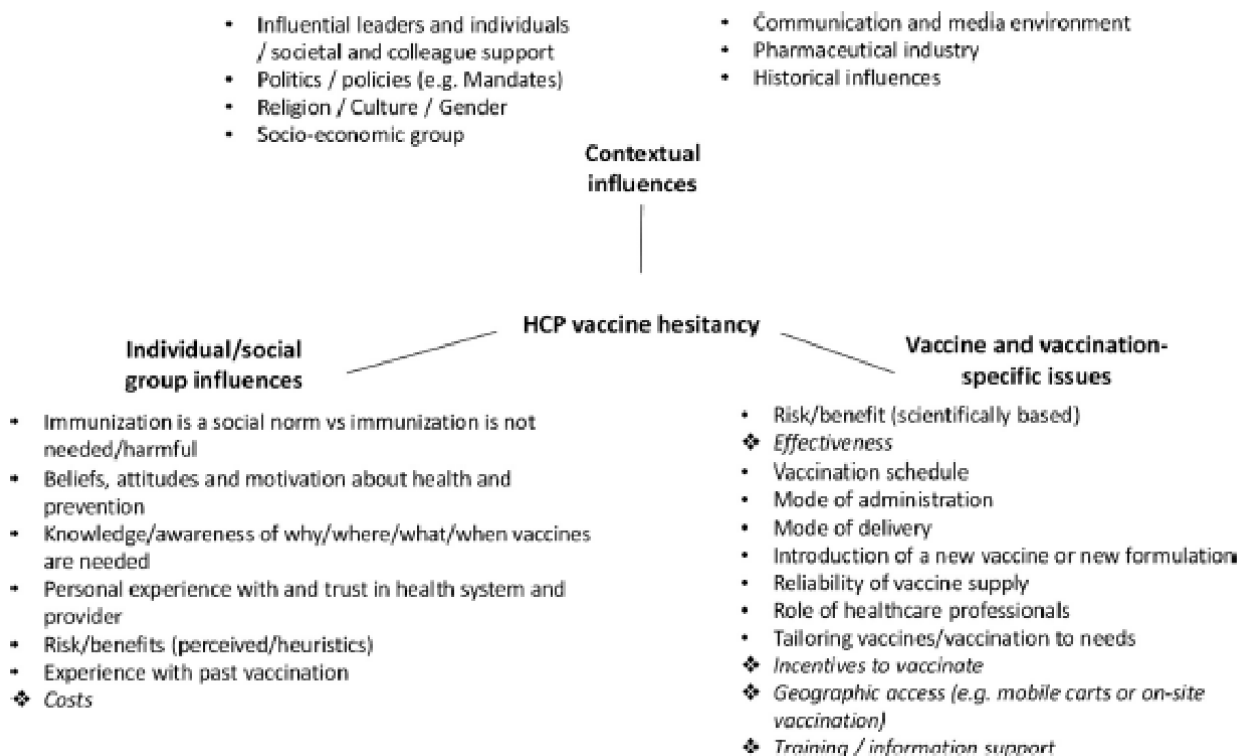 • Influential leaders and individuals
/ societal and colleague support
• Politics / policies (e.g. Mandates)
• Religion / Culture / Gender
• Socio-economic group
• Communication and media environment
• Pharmaceutical industry
• Historical influences
Contextual
influences
HCP vaccine hesitancy
Individual/social
group influences
• Immunization is a social norm vs immunization is not
needed/harmful
• Beliefs, attitudes and motivation about health and
prevention
• Knowledge/awareness of why/where/what/when vaccines
are needed
• Personal experience with and trust in health system and
provider
• Risk/benefits (perceived/heuristics)
• Experience with past vaccination
❖ Costs
Vaccine and vaccination-
specific issues
• Risk/benefit (scientifically based)
❖ Effectiveness
• Vaccination schedule
• Mode of administration
• Mode of delivery
• Introduction of a new vaccine or new formulation
• Reliability of vaccine supply
• Role of healthcare professionals
• Tailoring vaccines/vaccination to needs
❖ Incentives to vaccinate
❖ Geographic access (e.g. mobile carts or on-site
vaccination)
❖ Training / information support